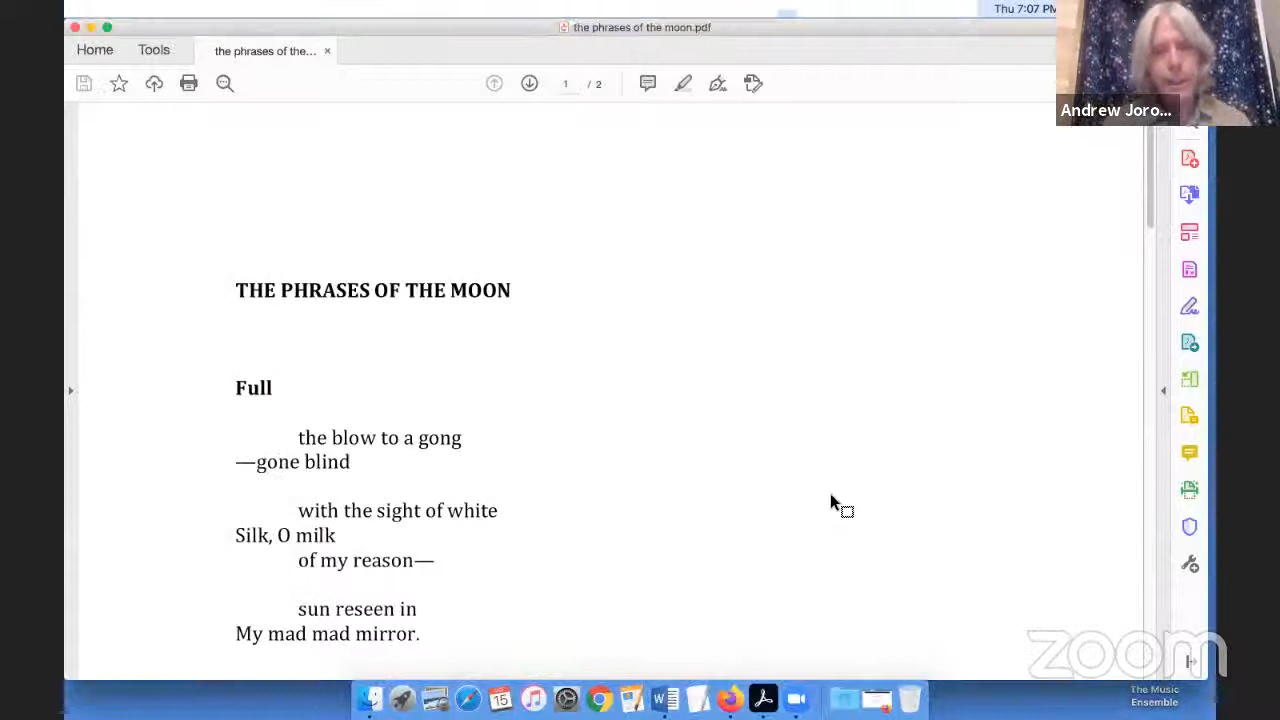 Thu 7:07 PM
the phrases of the moon.pdf
Home
Tools
the phrases of the...
×
1
/ 2
Andrew Joro...
THE PHRASES OF THE MOON
Full
the blow to a gong
—gone blind
with the sight of white
Silk, O milk
of my reason—
sun reseen in
My mad mad mirror.
zoom
15
The Music
Ensemble